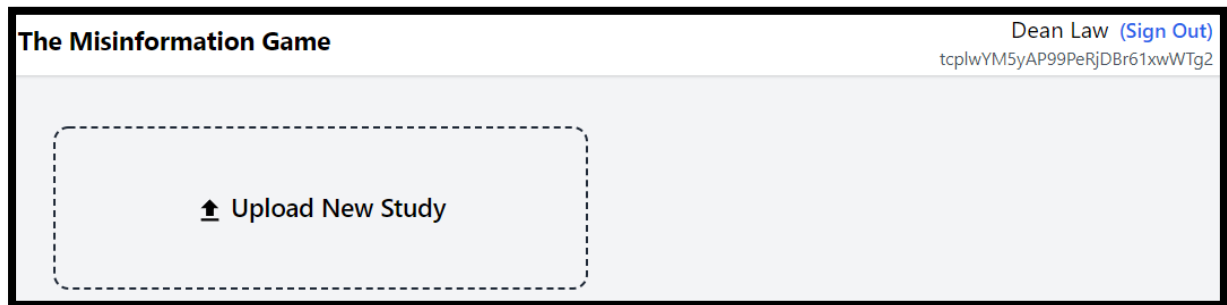 The Misinformation Game
Dean Law (Sign Out)
tcplwYM5yAP99PeRjDBr61xwWTg2
Upload New Study